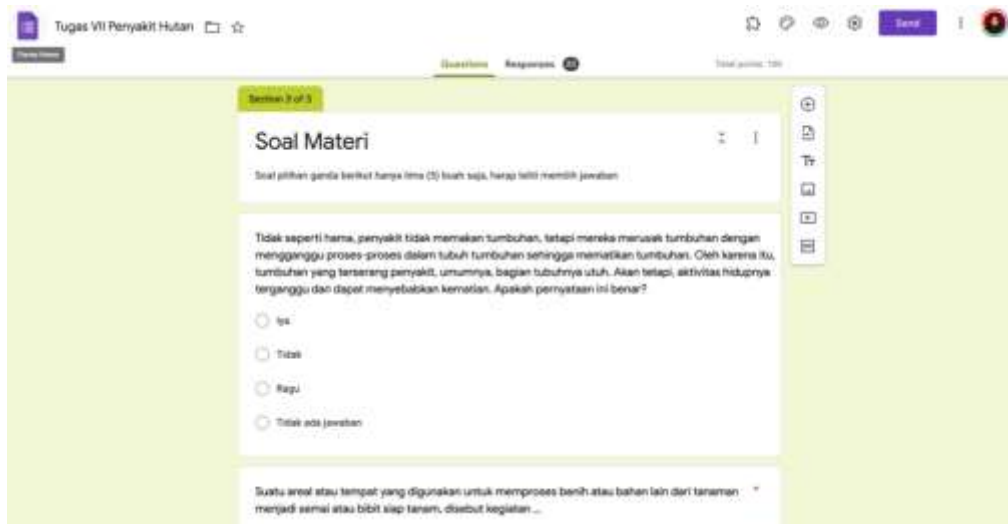 Tugas VII Penyakit Hutan
Send
Questions Responses
Section 3 of 3
Soal Materi
Soal pilihan ganda berikut hanya lima (5) buah saja, harap teliti memilih jawaban
Tidak seperti hama, penyakit tidak memakan tumbuhan, tetapi mereka merusak tumbuhan dengan
mengganggu proses-proses dalam tubuh tumbuhan sehingga mematikan tumbuhan. Oleh karena itu,
tumbuhan yang terserang penyakit, umumnya, bagian tubuhnya utuh. Akan tetapi, aktivitas hidupnya
terganggu dan dapat menyebabkan kematian. Apakah pernyataan ini benar?
Iya
Tidak
Ragu
Tidak ada jawaban
Suatu areal atau tempat yang digunakan untuk memproses benih atau bahan lain dari tanaman
menjadi semai atau bibit siap tanam, disebut kegiatan ...